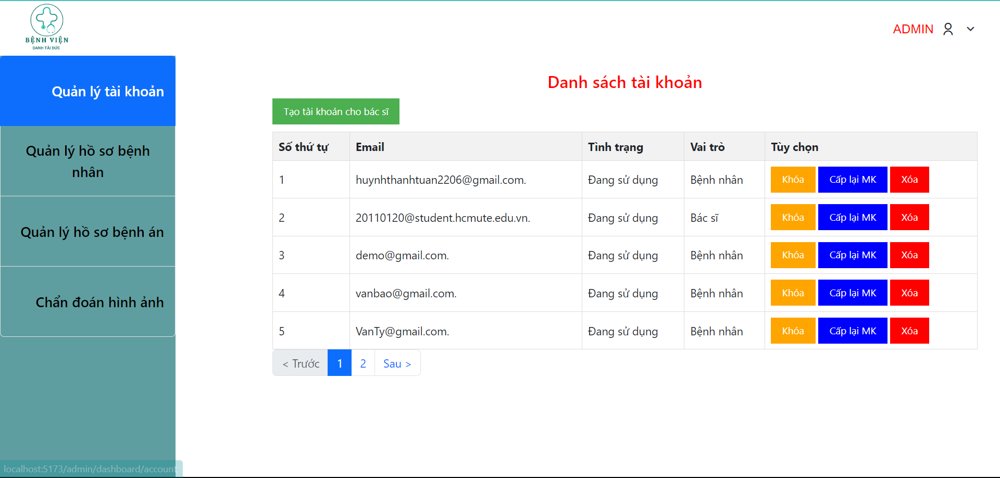 BỆNH VIỆN
DANH TÀI ĐỨC
ADMIN
Quản lý tài khoản
Quản lý hồ sơ bệnh
nhân
Quản lý hồ sơ bệnh án
Chẩn đoán hình ảnh
Danh sách tài khoản
Tạo tài khoản cho bác sĩ
Số thứ tự Email Tình trạng Vai trò Tùy chọn
1 huynhthanhtuan2206@gmail.com. Đang sử dụng Bệnh nhân Khóa Cấp lại MK Xóa
2 20110120@student.hcmute.edu.vn. Đang sử dụng Bác sĩ Khóa Cấp lại MK Xóa
3 demo@gmail.com. Đang sử dụng Bệnh nhân Khóa Cấp lại MK Xóa
4 vanbao@gmail.com. Đang sử dụng Bệnh nhân Khóa Cấp lại MK Xóa
5 VanTy@gmail.com. Đang sử dụng Bệnh nhân Khóa Cấp lại MK Xóa
< Trước 1 2 Sau >
localhost:5173/admin/dashboard/account